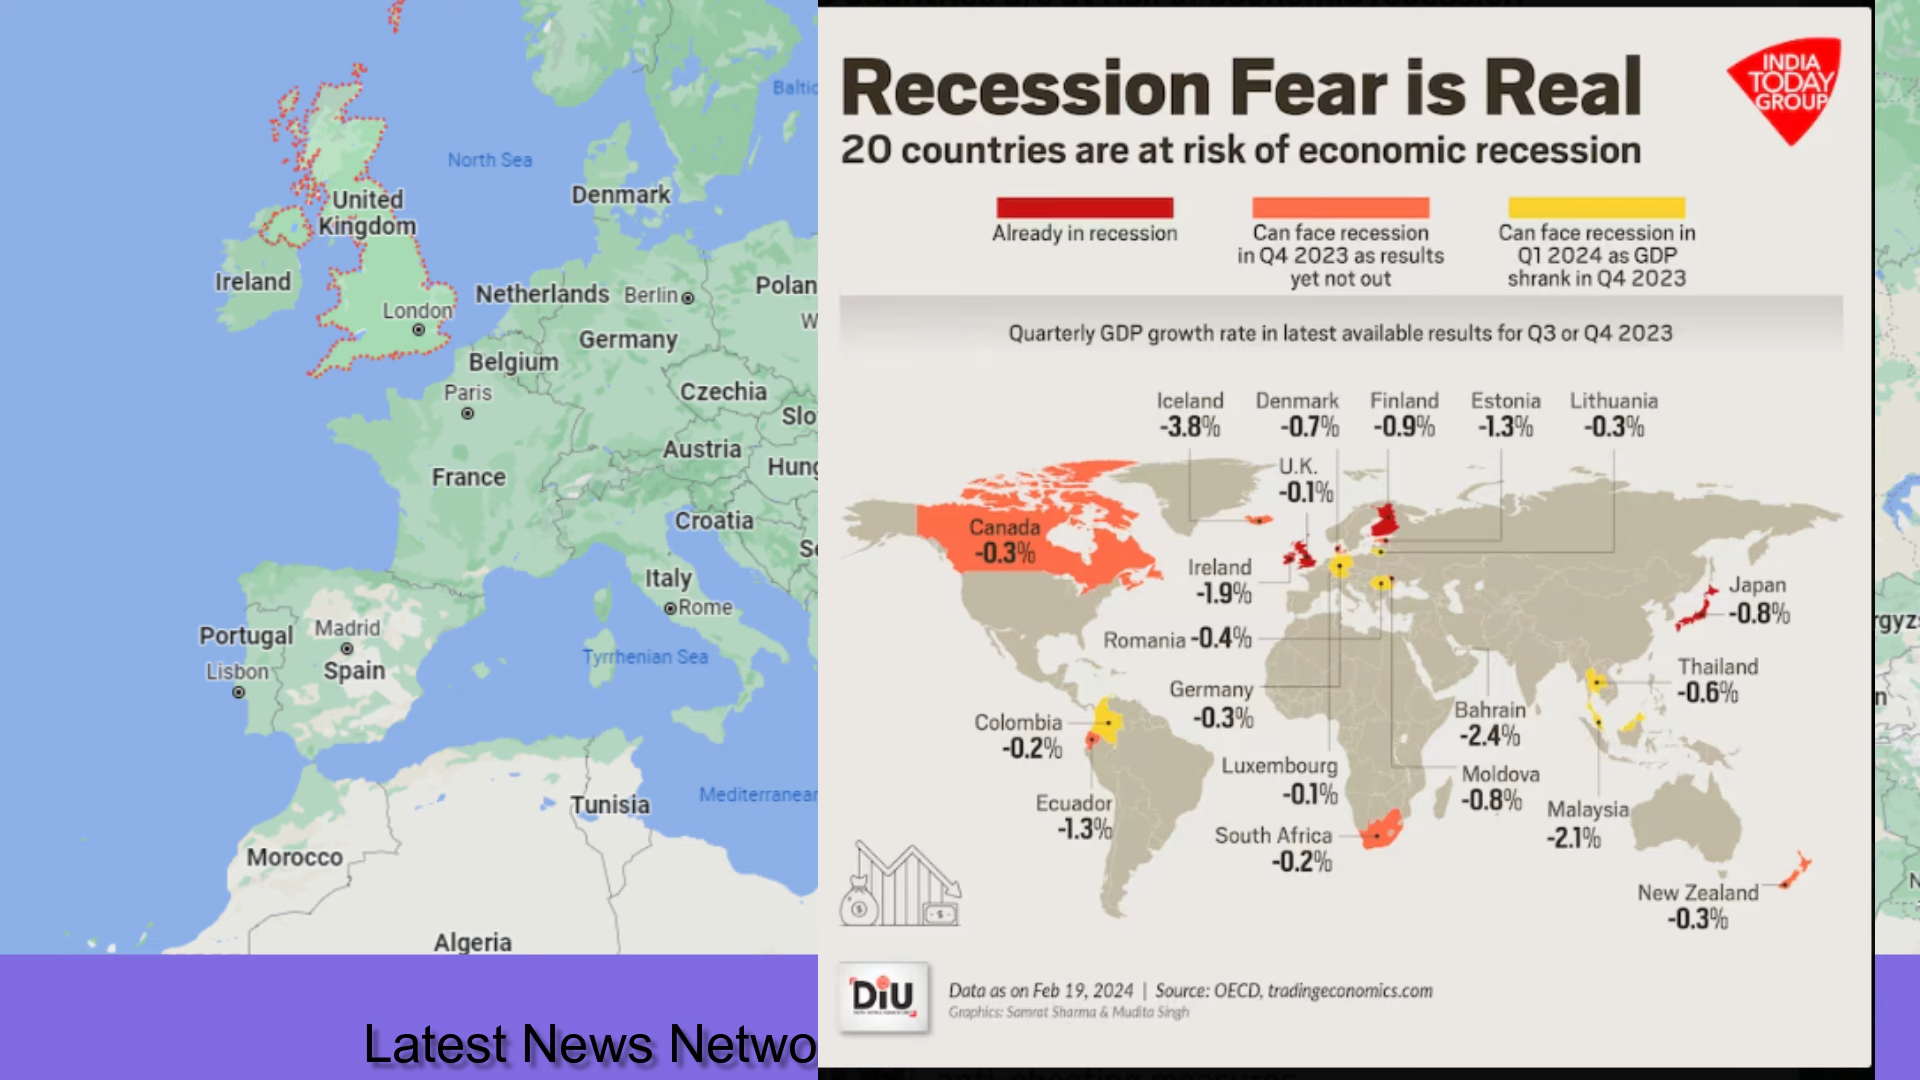 Baltic
North Sea
Denmark
United
Kingdom
Ireland
Netherlands
Berlin
Poland
London
Germany
Belgium
Paris
Czechia
Slo
Austria
Hung
France
Croatia
Se
Italy
Rome
Portugal
Madrid
Lisbon
Spain
Tyrrhenian Sea
Tunisia
Mediterranean
Morocco
Algeria
Latest News Netwo
Recession Fear is Real
20 countries are at risk of economic recession
INDIA
TODAY
GROUP
Already in recession
Can face recession
in Q4 2023 as results
yet not out
Can face recession in
Q1 2024 as GDP
shrank in Q4 2023
Quarterly GDP growth rate in latest available results for Q3 or Q4 2023
Iceland
-3.8%
Denmark
-0.7%
Finland
-0.9%
Estonia
-1.3%
Lithuania
-0.3%
U.K.
-0.1%
Canada
-0.3%
Ireland
-1.9%
Japan
-0.8%
Romania -0.4%
Thailand
-0.6%
Germany
-0.3%
Colombia
-0.2%
Bahrain
-2.4%
Luxembourg
-0.1%
Moldova
-0.8%
Ecuador
-1.3%
Malaysia
-2.1%
South Africa
-0.2%
New Zealand
-0.3%
DiU
Data as on Feb 19, 2024 | Source: OECD, tradingeconomics.com
Graphics: Samrat Sharma & Mudita Singh
rgyz